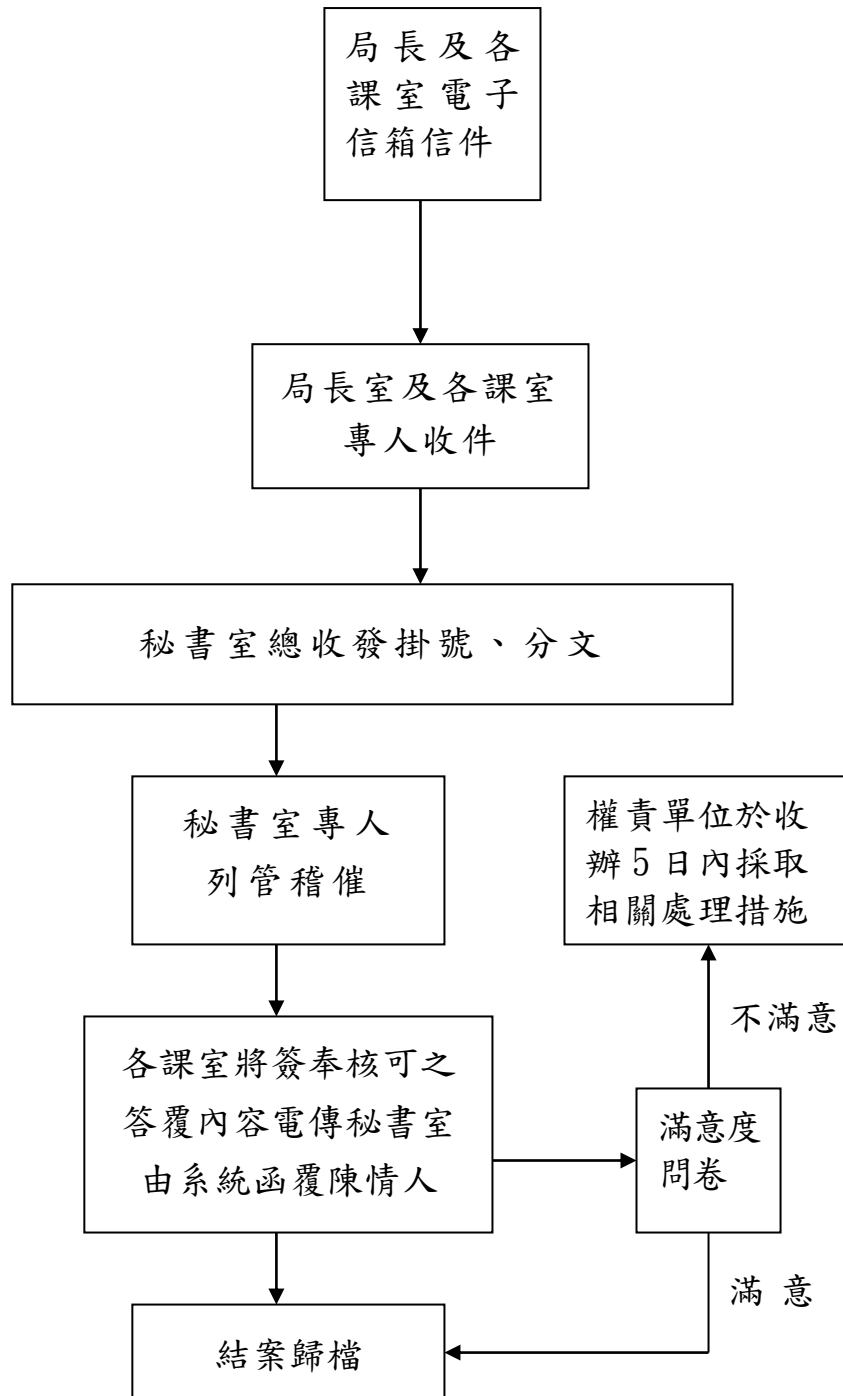 局長及各
課室電子
信箱信件
局長室及各課室
專人收件
秘書室總收發掛號、分文
秘書室專人
列管稽催
權責單位於收
辦5日內採取
相關處理措施
不滿意
各課室將簽奉核可之
答覆內容電傳秘書室
由系統函覆陳情人
滿意度
問卷
滿意
結案歸檔